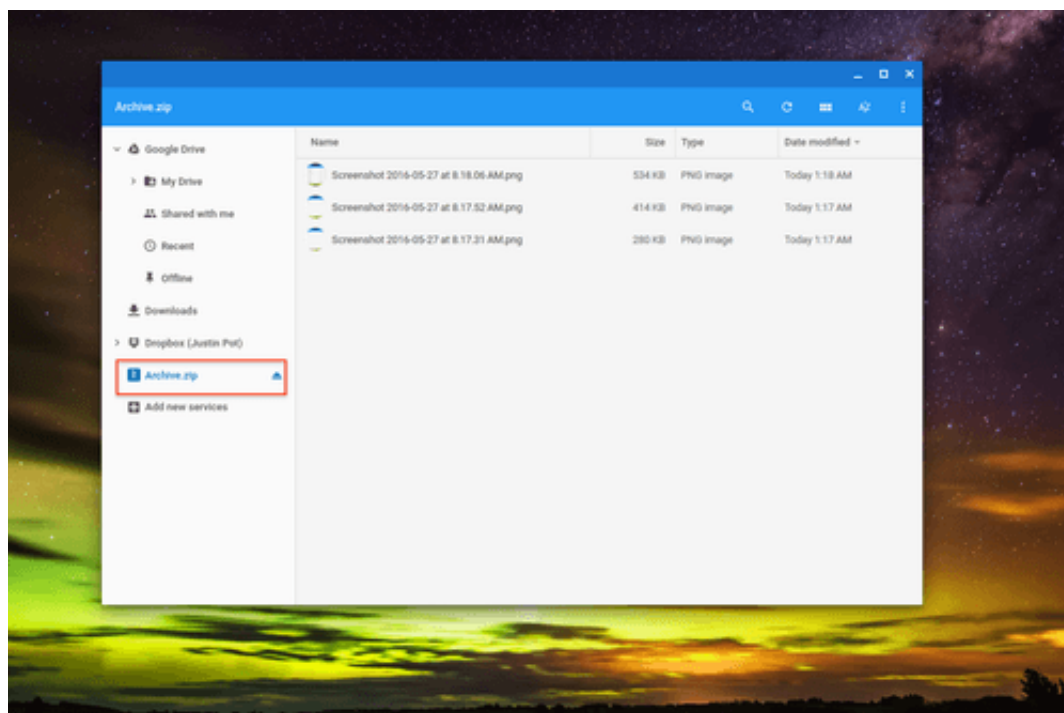 Archive.zip
Name Size Type Date modified
Google Drive
My Drive
Shared with me
Recent
Offline
Downloads
Dropbox (Justin Pot)
Archive.zip
Add new services
Screenshot 2016-05-27 at 8.18.06 AM.png 534 KB PNG image Today 1:18 AM
Screenshot 2016-05-27 at 8.17.52 AM.png 414 KB PNG image Today 1:17 AM
Screenshot 2016-05-27 at 8.17.31 AM.png 280 KB PNG image Today 1:17 AM